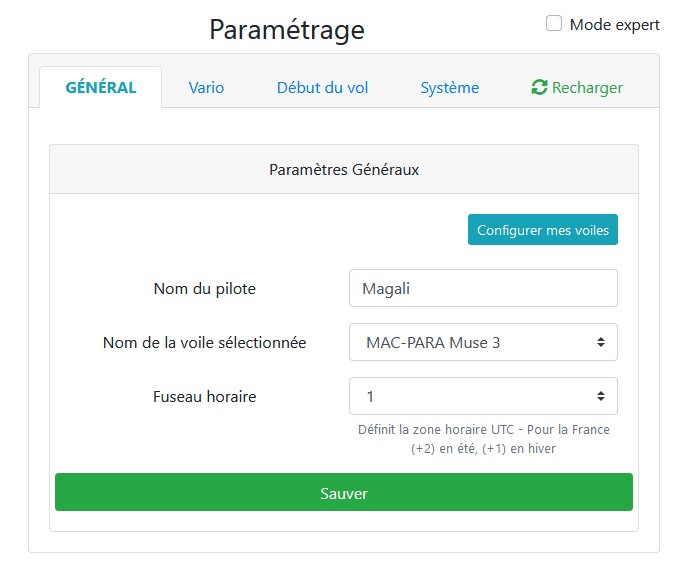 Paramétrage
Mode expert
GÉNÉRAL Vario Début du vol Système Recharger
Paramètres Généraux
Configurer mes voiles
Nom du pilote Magali
Nom de la voile sélectionnée MAC-PARA Muse 3
Fuseau horaire 1
Définit la zone horaire UTC - Pour la France
(+2) en été, (+1) en hiver
Sauver